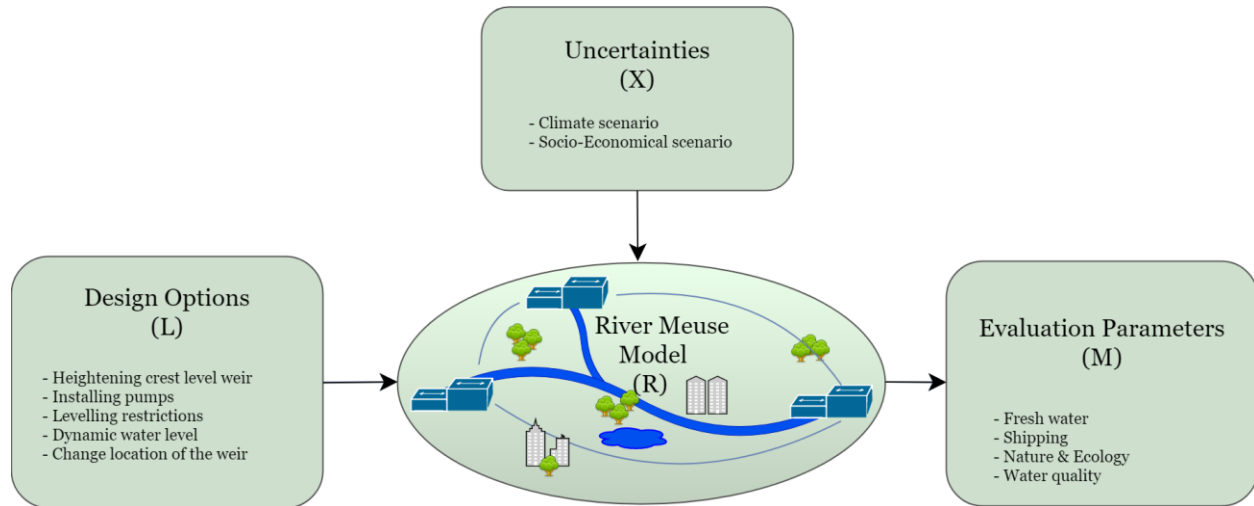 Uncertainties
(X)
- Climate scenario
- Socio-Economical scenario
Design Options
(L)
- Heightening crest level weir
- Installing pumps
- Levelling restrictions
- Dynamic water level
- Change location of the weir
River Meuse
Model
(R)
Evaluation Parameters
(M)
- Fresh water
- Shipping
- Nature & Ecology
- Water quality